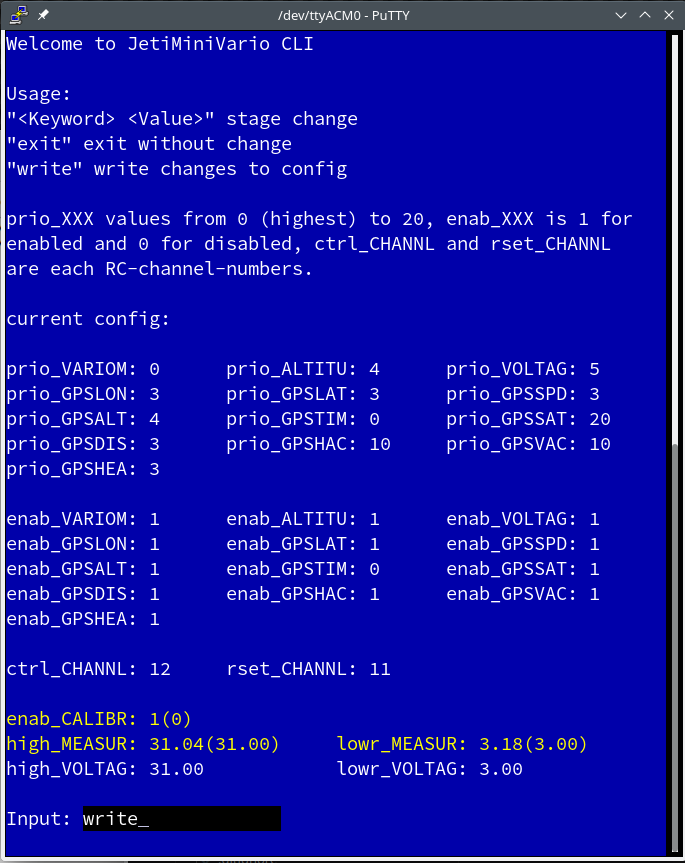 /dev/ttyACM0 - PuTTY
Welcome to JetiMiniVario CLI
Usage:
"<Keyword> <Value>" stage change
"exit" exit without change
"write" write changes to config
prio_XXX values from 0 (highest) to 20, enab_XXX is 1 for
enabled and 0 for disabled, ctrl_CHANNL and rset_CHANNL
are each RC-channel-numbers.
current config:
prio_VARIOM: 0 prio_ALTITU: 4 prio_VOLTAG: 5
prio_GPSLON: 3 prio_GPSLAT: 3 prio_GPSSPD: 3
prio_GPSALT: 4 prio_GPSTIM: 0 prio_GPSSAT: 20
prio_GPSDIS: 3 prio_GPSHAC: 10 prio_GPSVAC: 10
prio_GPSHEA: 3
enab_VARIOM: 1 enab_ALTITU: 1 enab_VOLTAG: 1
enab_GPSLON: 1 enab_GPSLAT: 1 enab_GPSSPD: 1
enab_GPSALT: 1 enab_GPSTIM: 0 enab_GPSSAT: 1
enab_GPSDIS: 1 enab_GPSHAC: 1 enab_GPSVAC: 1
enab_GPSHEA: 1
ctrl_CHANNL: 12 rset_CHANNL: 11
enab_CALIBR: 1(0)
high_MEASUR: 31.04(31.00) lowr_MEASUR: 3.18(3.00)
high_VOLTAG: 31.00 lowr_VOLTAG: 3.00
Input: write_